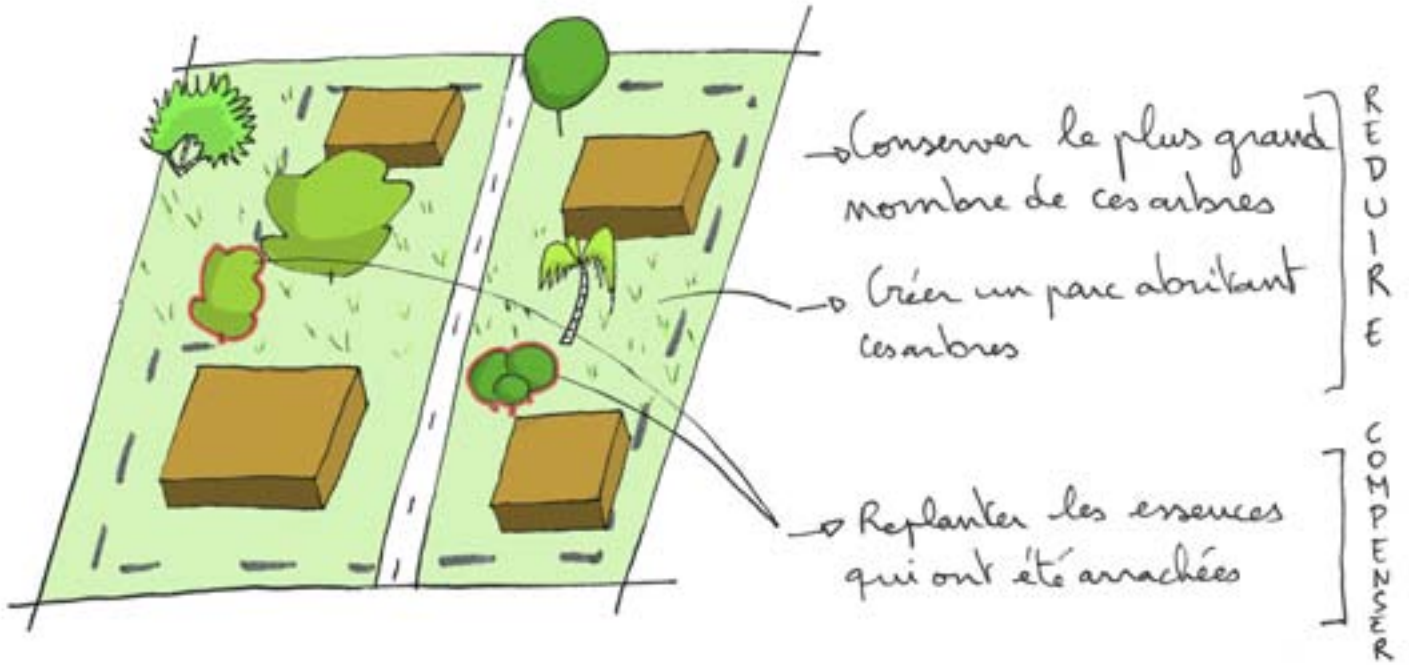 → Conserver le plus grand
nombre de ces arbres
→ Créer un parc abritant
ces arbres
REDUIRE
→ Replanter les essences
qui ont été arrachées
COMPENSER